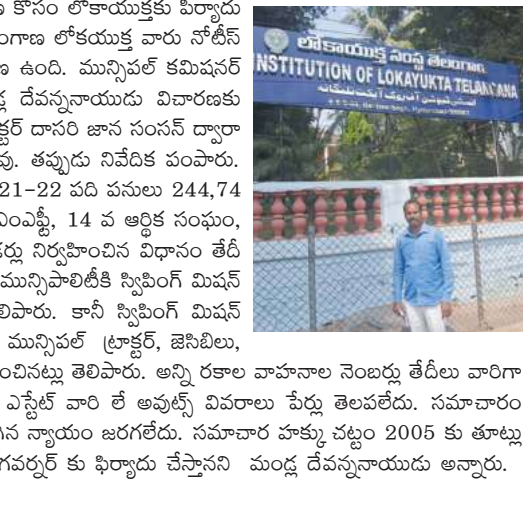 ణ కోసం లోకాయుక్తకు పిర్యాదు
ంగాణ లోకయుక్త వారు నోటీస్
ణ ఉంది. మున్సిపల్ కమిషనర్
డ్ల దేవన్ననాయుడు విచారణకు
క్టర్ దాసరి జాన సంసన్ ద్వారా
వు. తప్పుడు నివేదిక పంపారు.
21-22 పది పనులు 244,74
ఎంఎఫ్టీ, 14 వ ఆర్థిక సంఘం,
డర్లు నిర్వహించిన విధానం తేదీ
మున్సిపాలిటీకి స్విపింగ్ మిషన్
లిపారు. కానీ స్విపింగ్ మిషన్
మున్సిపల్ ట్రాక్టర్, జెసిబిలు,
ంచినట్లు తెలిపారు. అన్ని రకాల వాహనాల నెంబర్లు తేదీలు వారిగా
ఎస్టేట్ వారి లే అవుట్స్ వివరాలు పేర్లు తెలపలేదు. సమాచారం
గిన న్యాయం జరగలేదు. సమాచార హక్కు చట్టం 2005 కు తూట్లు
గవర్నర్ కు ఫిర్యాదు చేస్తానని మండ్ల దేవన్ననాయుడు అన్నారు.
లోకాయుక్త సంస్థ తెలంగాణ
INSTITUTION OF LOKAYUKTA TELANGANA